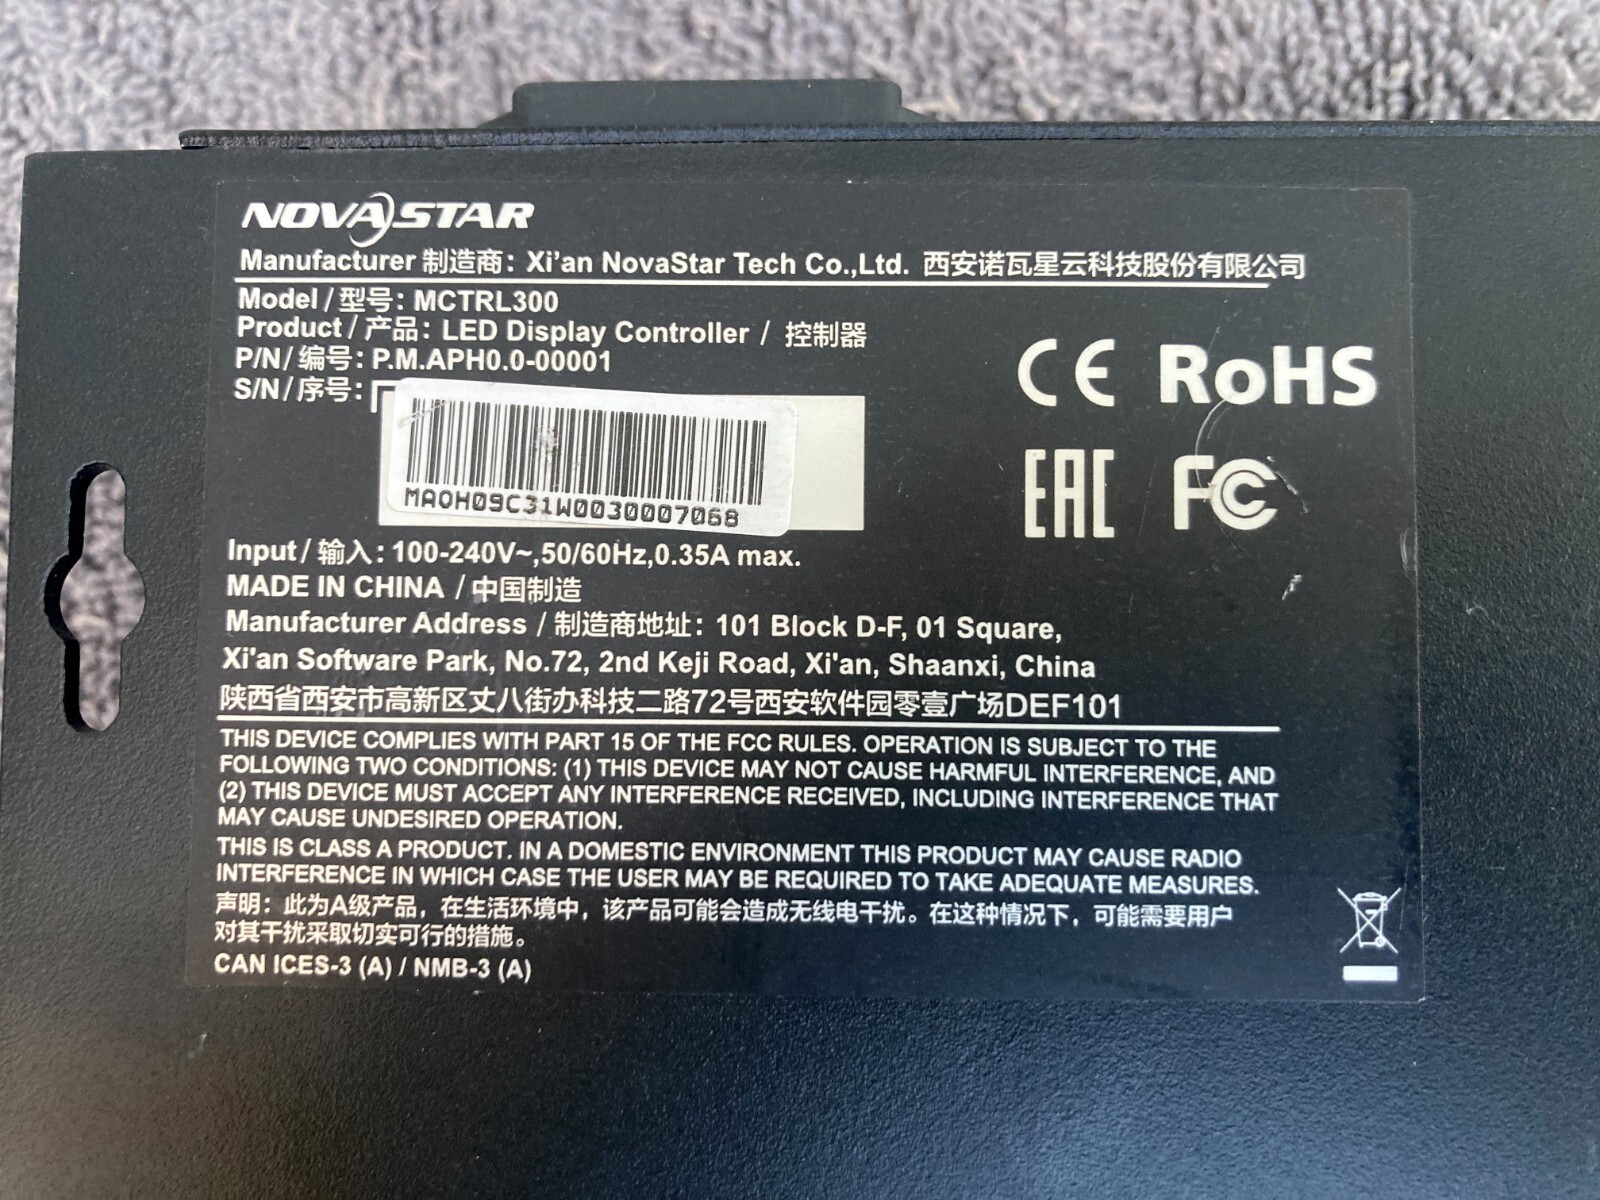 NOVASTAR
Manufacturer 制造商: Xi'an NovaStar Tech Co.,Ltd. 西安诺瓦星云科技股份有限公司
Model / 型号: MCTRL300
Product / 产品: LED Display Controller / 控制器
P/N / 编号: P.M.APH0.0-00001
S/N / 序号:
MAOH09C31W0030007068
CE RoHS
EAC FC
Input / 输入: 100-240V~,50/60Hz,0.35A max.
MADE IN CHINA / 中国制造
Manufacturer Address / 制造商地址: 101 Block D-F, 01 Square,
Xi'an Software Park, No.72, 2nd Keji Road, Xi'an, Shaanxi, China
陕西省西安市高新区丈八街办科技二路72号西安软件园零壹广场DEF101
THIS DEVICE COMPLIES WITH PART 15 OF THE FCC RULES. OPERATION IS SUBJECT TO THE
FOLLOWING TWO CONDITIONS: (1) THIS DEVICE MAY NOT CAUSE HARMFUL INTERFERENCE, AND
(2) THIS DEVICE MUST ACCEPT ANY INTERFERENCE RECEIVED, INCLUDING INTERFERENCE THAT
MAY CAUSE UNDESIRED OPERATION.
THIS IS CLASS A PRODUCT. IN A DOMESTIC ENVIRONMENT THIS PRODUCT MAY CAUSE RADIO
INTERFERENCE IN WHICH CASE THE USER MAY BE REQUIRED TO TAKE ADEQUATE MEASURES.
声明: 此为A级产品，在生活环境中，该产品可能会造成无线电干扰。在这种情况下，可能需要用户
对其干扰采取切实可行的措施。
CAN ICES-3 (A) / NMB-3 (A)